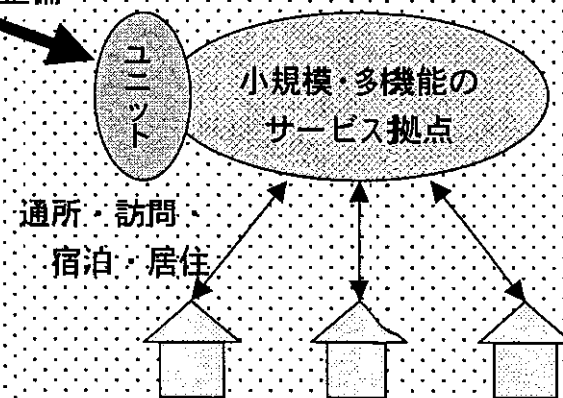 ユニット
小規模・多機能の
サービス拠点
通所・訪問・
宿泊・居住